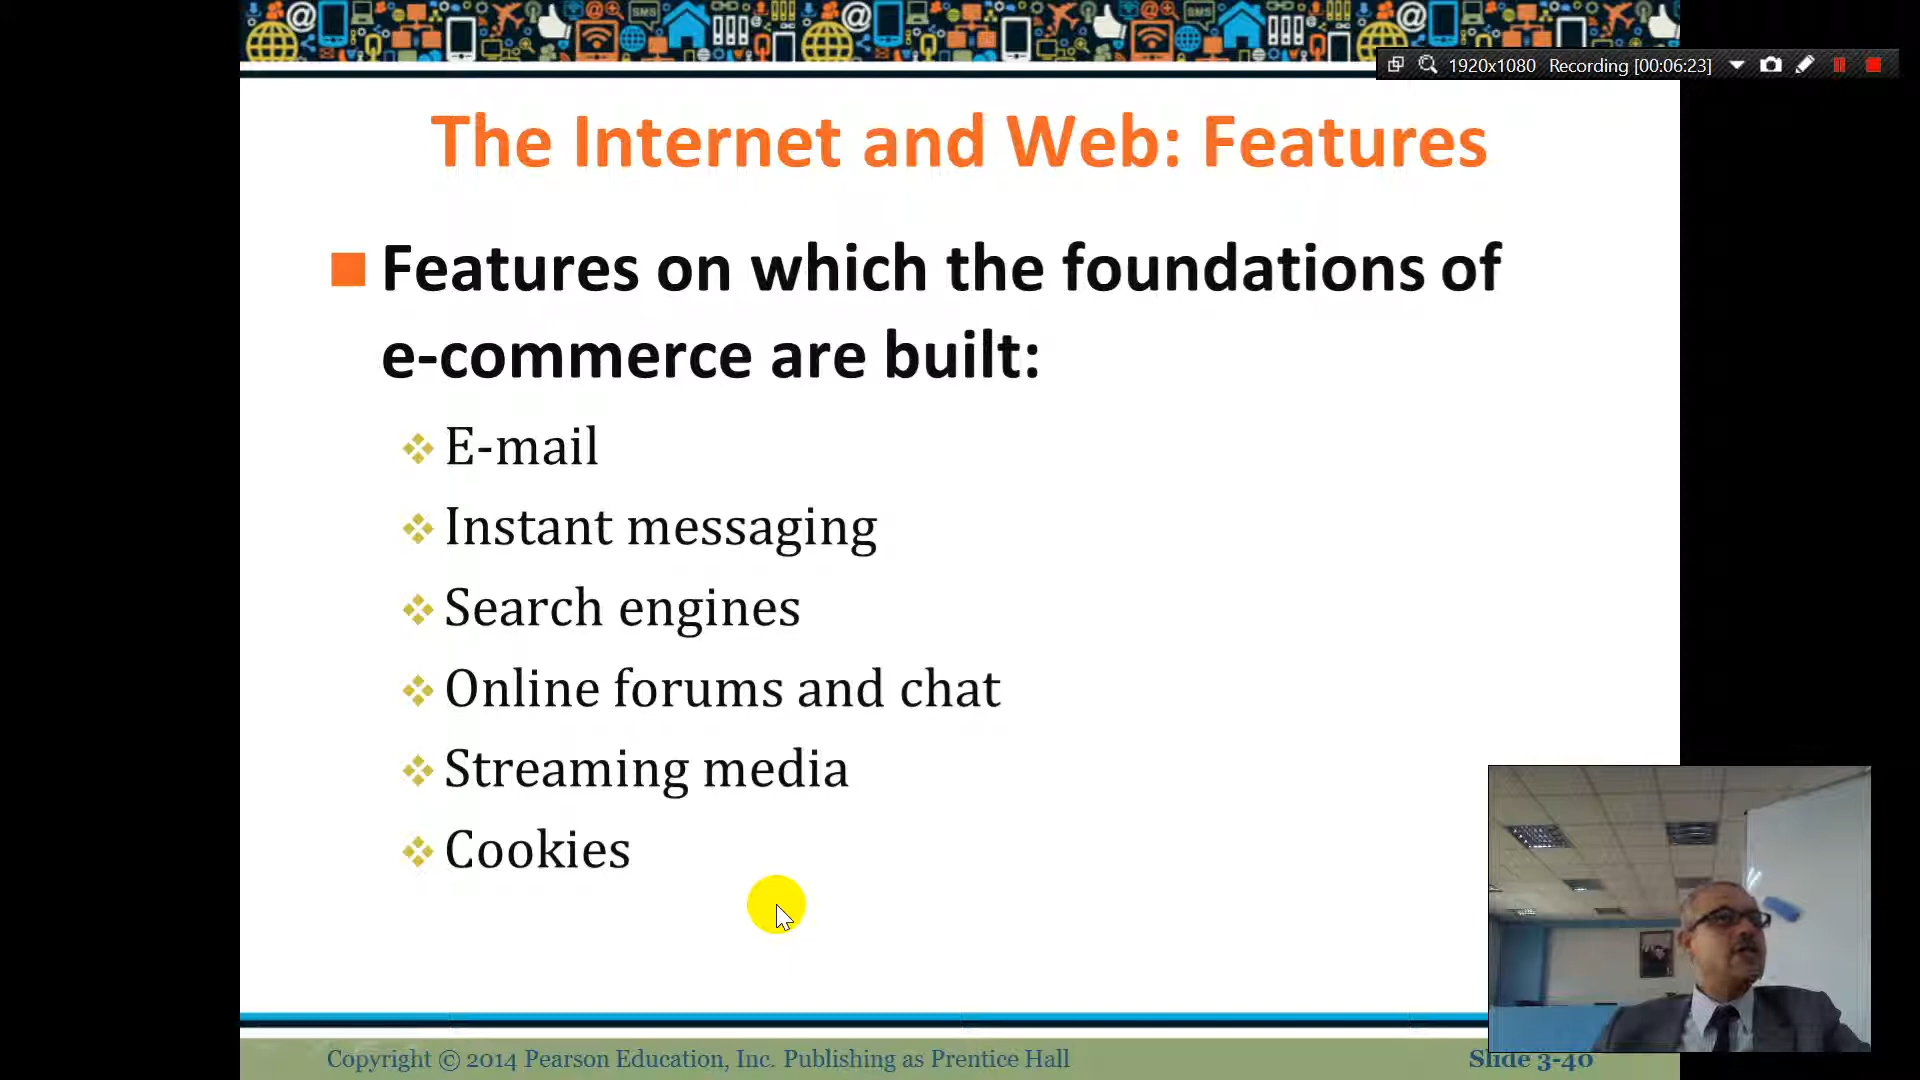 SMS
SMS
1920x1080 Recording [00:06:23]
The Internet and Web: Features
Features on which the foundations of
e-commerce are built:
E-mail
Instant messaging
Search engines
Online forums and chat
Streaming media
Cookies
Copyright © 2014 Pearson Education, Inc. Publishing as Prentice Hall
Slide 3-40